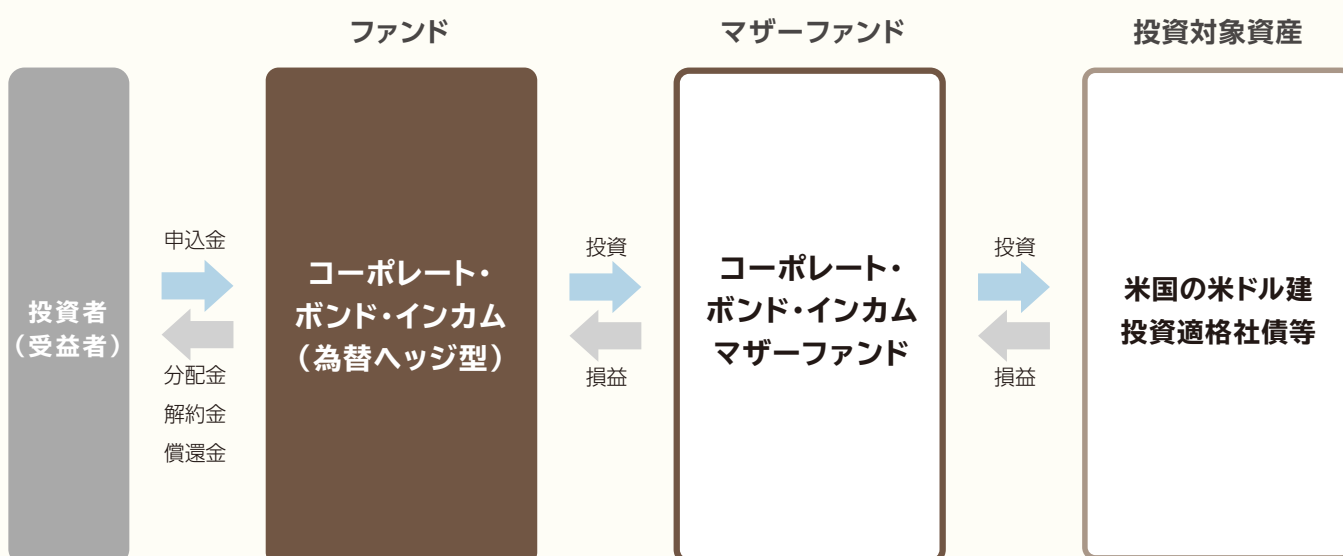 ファンド
マザーファンド
投資対象資産
投資者
（受益者）
申込金
分配金
解約金
償還金
コーポレート・
ボンド・インカム
（為替ヘッジ型）
投資
損益
コーポレート・
ボンド・インカム
マザーファンド
投資
損益
米国の米ドル建
投資適格社債等